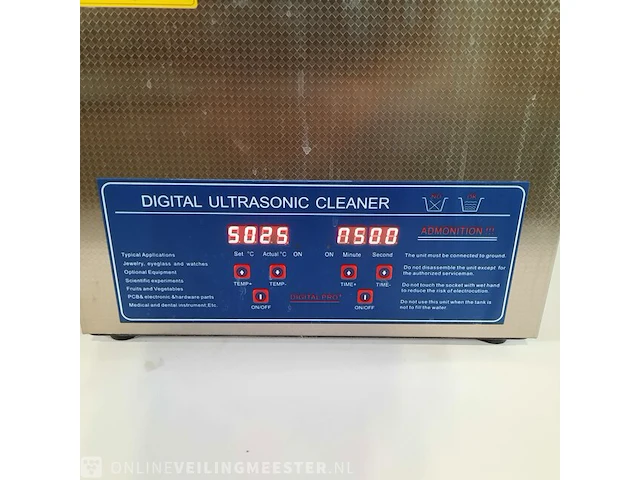 DIGITAL ULTRASONIC CLEANER
NO OK
5025 1500
ADMONITION !!!
Set °C Actual °C ON ON Minute Second
TEMP+ TEMP- TIME+ TIME-
DIGITAL PRO+
ON/OFF ON/OFF
Typical Applications
Jewelry, eyeglass and watches
Optional Equipment
Scientific experiments
Fruits and Vegetables
PCB& electronic &hardware parts
Medical and dentel instrument,Etc.
The unit must be connected to ground.
Do not disassemble the unit except for
the authorized serviceman.
Do not touch the socket with wet hand
to reduce the risk of electrocution.
Do not use this unit when the tank is
not to fill the water.
ONLINEVEILINGMEESTER.NL